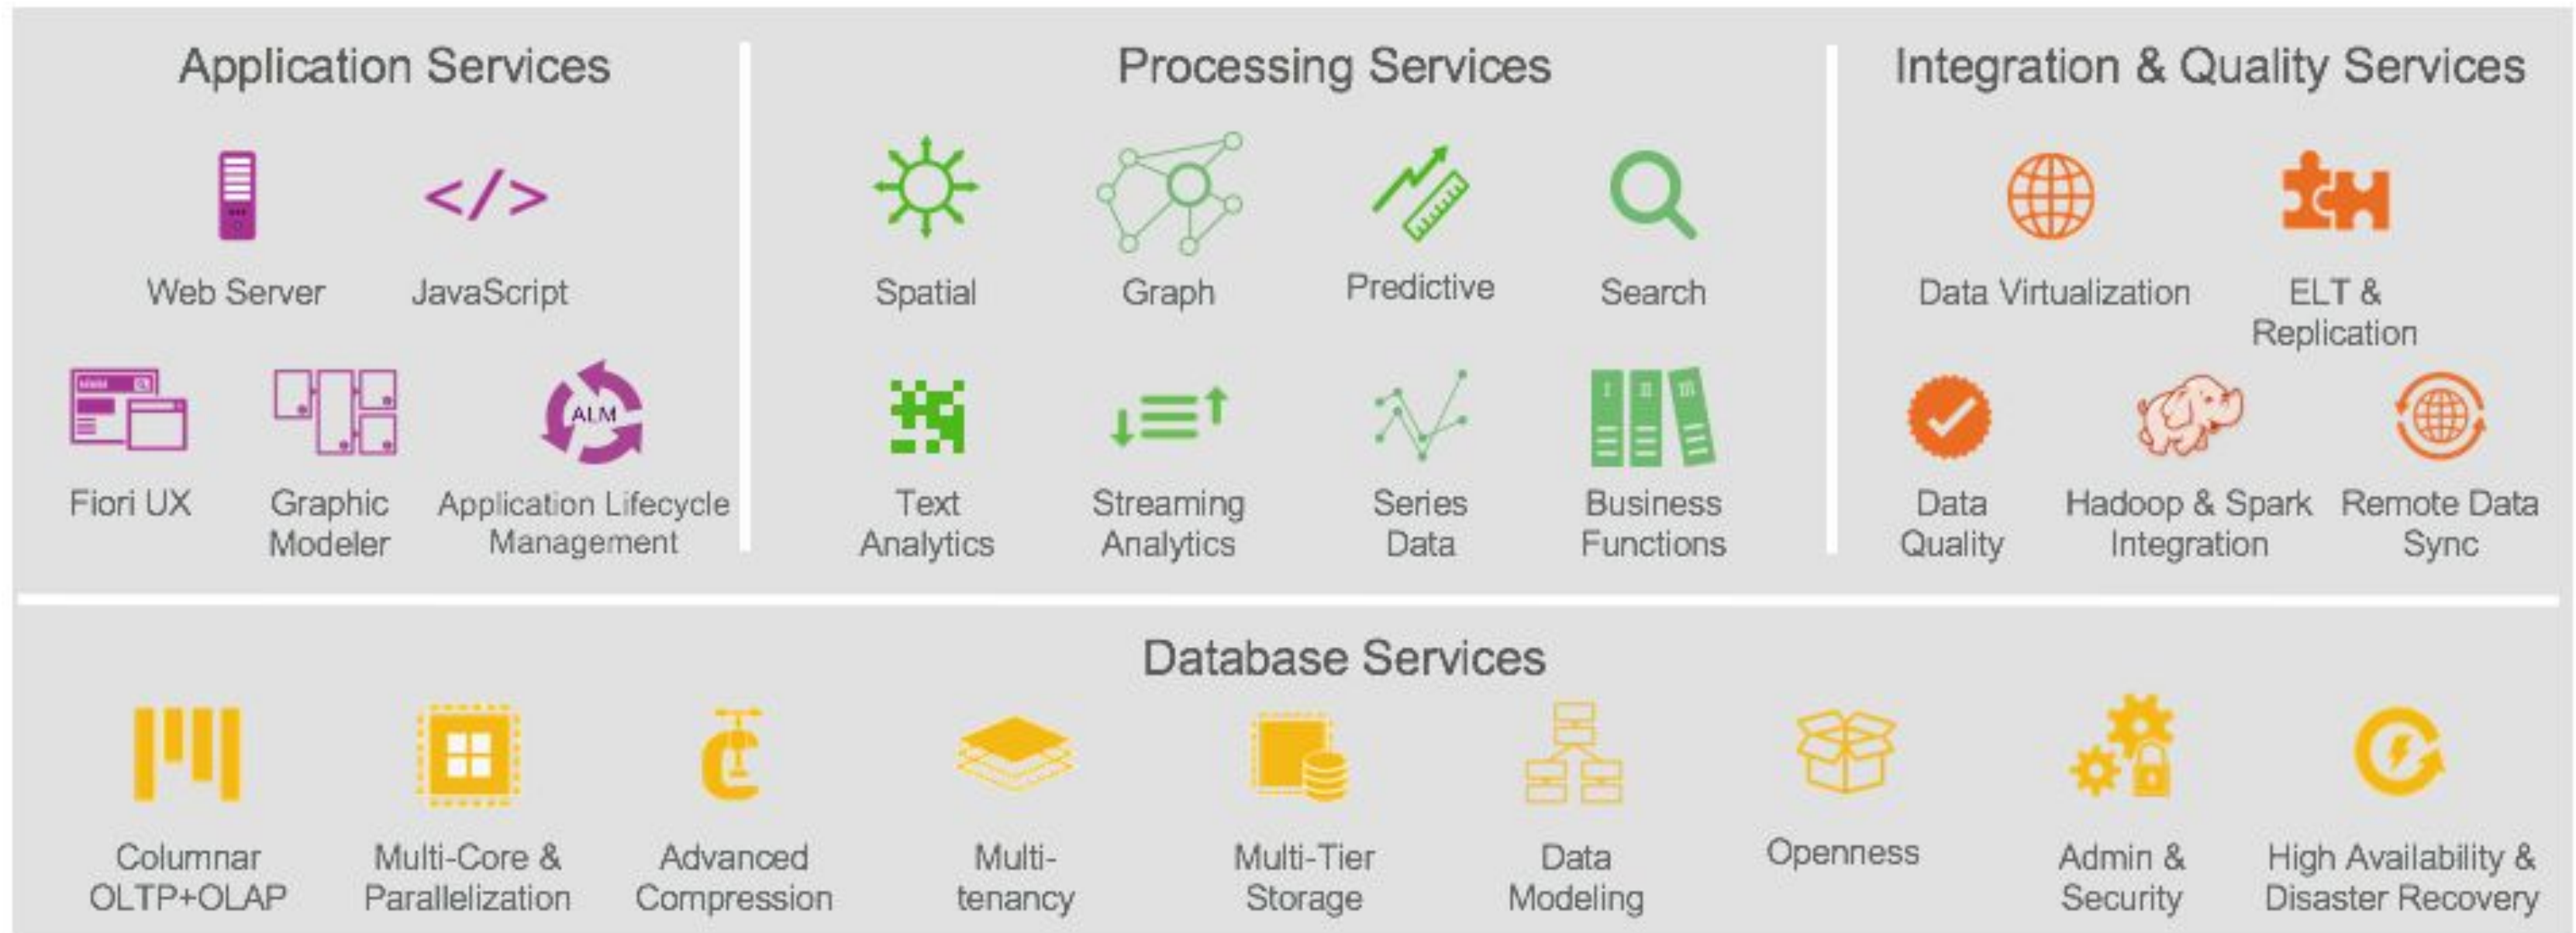 Application Services
Web Server
JavaScript
Fiori UX
Graphic
Modeler
ALM
Application Lifecycle
Management
Processing Services
Spatial
Graph
Predictive
Search
Text
Analytics
Streaming
Analytics
Series
Data
I II III
Business
Functions
Integration & Quality Services
Data Virtualization
ELT &
Replication
Data
Quality
Hadoop & Spark
Integration
Remote Data
Sync
Database Services
Columnar
OLTP+OLAP
Multi-Core &
Parallelization
Advanced
Compression
Multi-
tenancy
Multi-Tier
Storage
Data
Modeling
Openness
Admin &
Security
High Availability &
Disaster Recovery